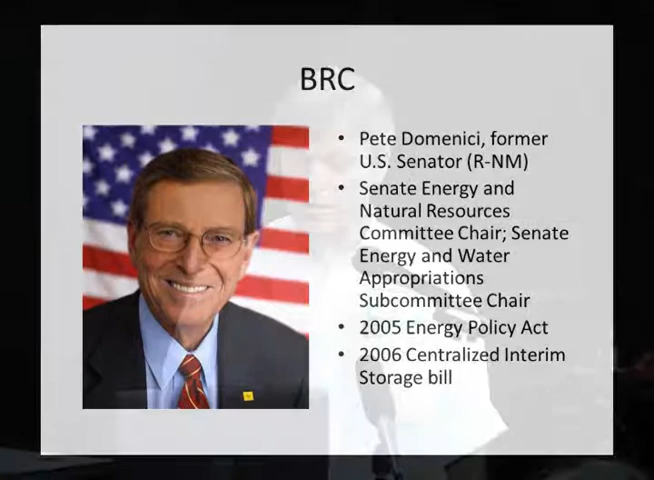 BRC
• Pete Domenici, former
U.S. Senator (R-NM)
• Senate Energy and
Natural Resources
Committee Chair; Senate
Energy and Water
Appropriations
Subcommittee Chair
• 2005 Energy Policy Act
• 2006 Centralized Interim
Storage bill